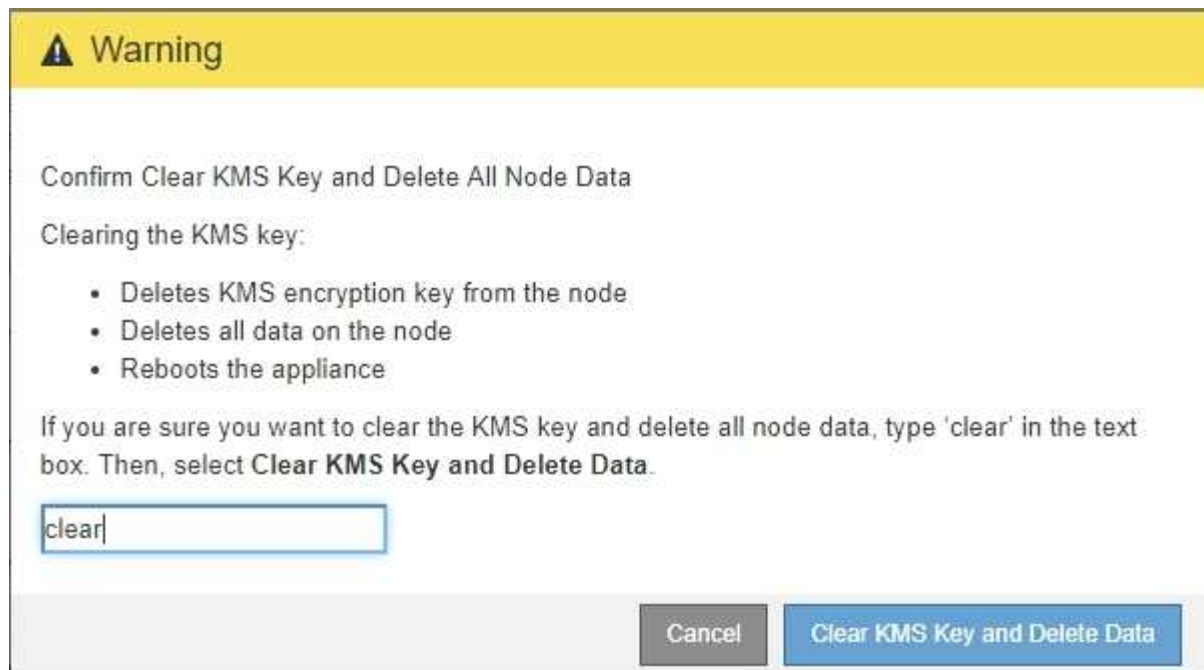 Warning
Confirm Clear KMS Key and Delete All Node Data
Clearing the KMS key:
• Deletes KMS encryption key from the node
• Deletes all data on the node
• Reboots the appliance
If you are sure you want to clear the KMS key and delete all node data, type ‘clear’ in the text
box. Then, select Clear KMS Key and Delete Data.
clear
Cancel
Clear KMS Key and Delete Data